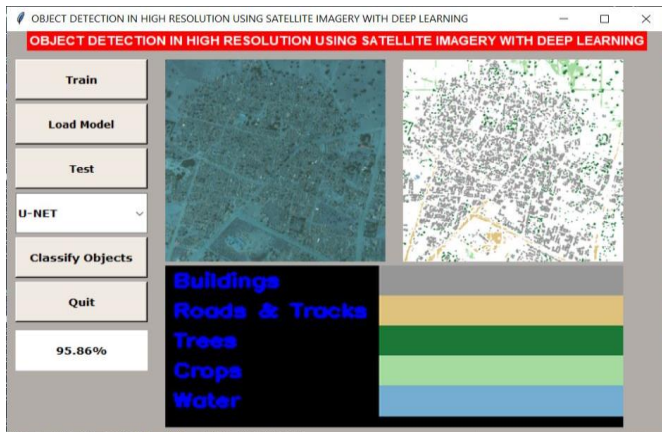 OBJECT DETECTION IN HIGH RESOLUTION USING SATELLITE IMAGERY WITH DEEP LEARNING
OBJECT DETECTION IN HIGH RESOLUTION USING SATELLITE IMAGERY WITH DEEP LEARNING
Train
Load Model
Test
U-NET
Classify Objects
Quit
95.86%
Buildings
Roads & Tracks
Trees
Crops
Water